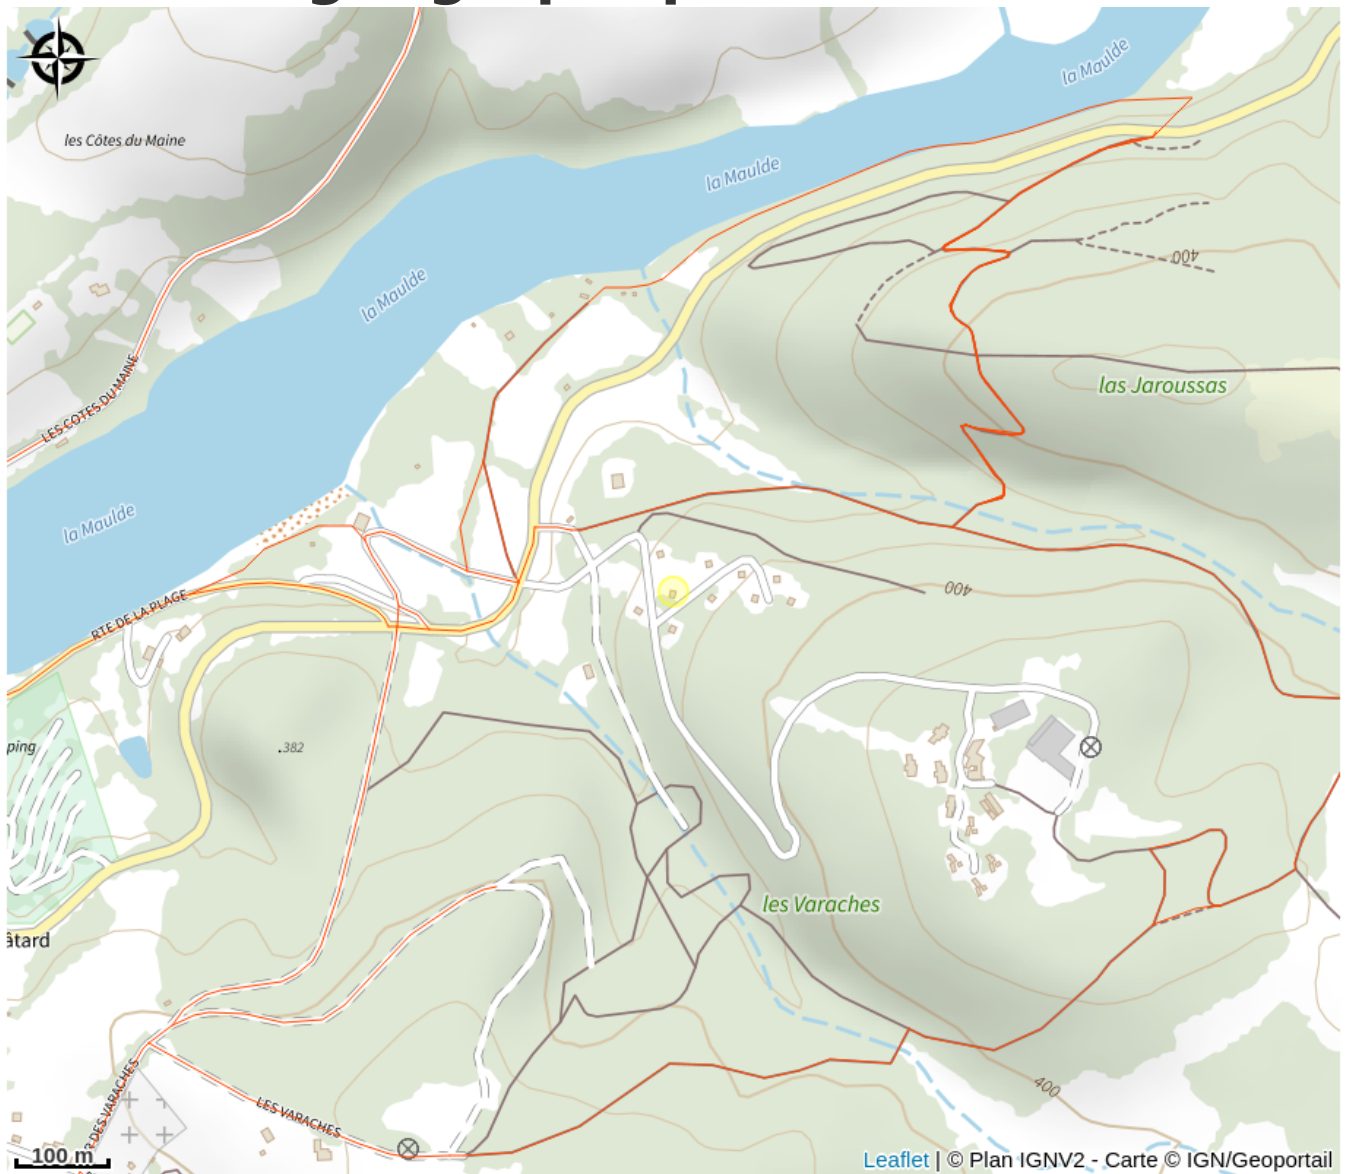 la Maulde
les Côtes du Maine
la Maulde
400
la Maulde
LES COTES DU MAINE
las Jaroussas
la Maulde
400
RTE DE LA PLAGE
ping
.382
les Varaches
âtard
400
DES VARACHES
LES VARACHES
100 m
Leaflet | © Plan IGNV2 - Carte © IGN/Geoportail